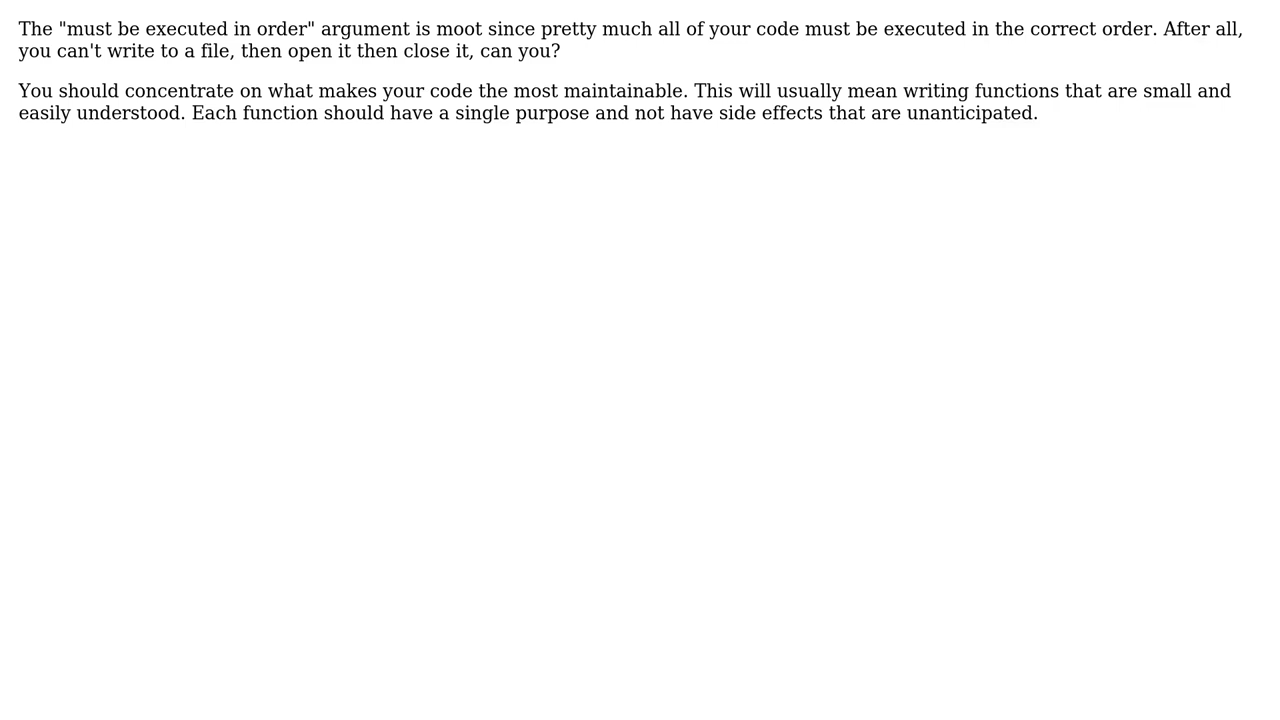 The "must be executed in order" argument is moot since pretty much all of your code must be executed in the correct order. After all,
you can't write to a file, then open it then close it, can you?
You should concentrate on what makes your code the most maintainable. This will usually mean writing functions that are small and
easily understood. Each function should have a single purpose and not have side effects that are unanticipated.